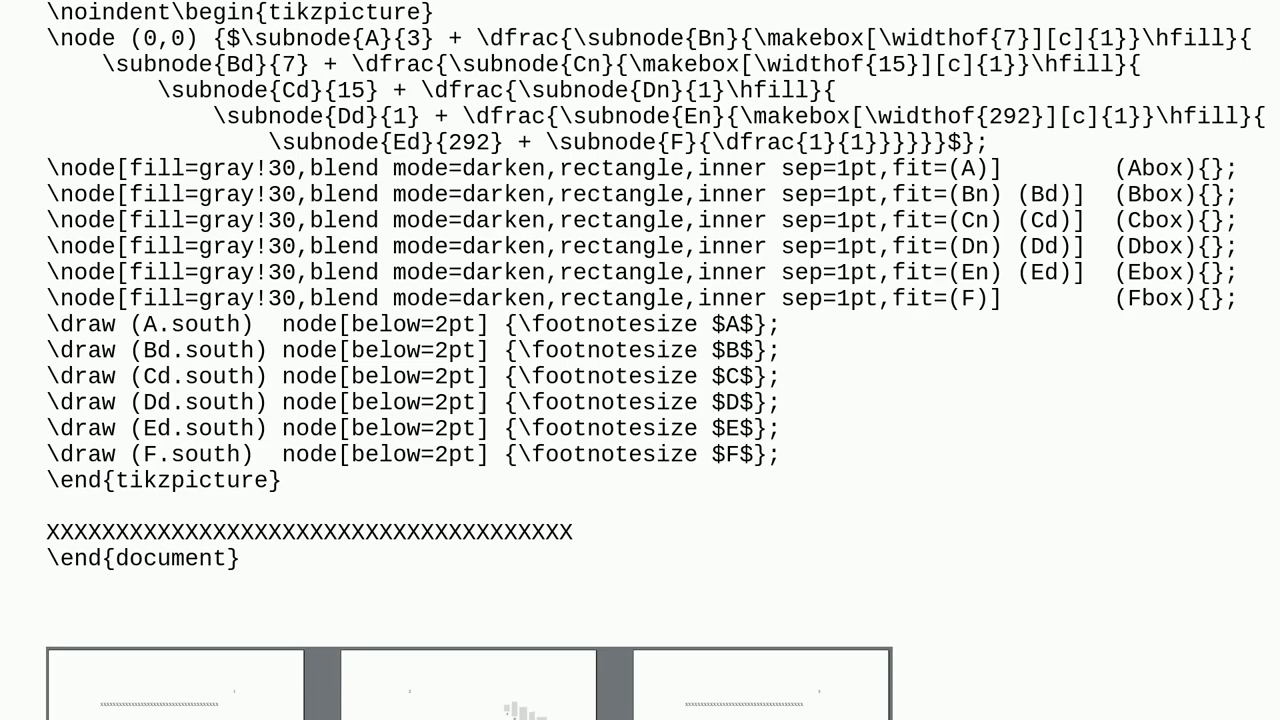 \noindent\begin{tikzpicture}
\node (0,0) {$\subnode{A}{3} + \dfrac{\subnode{Bn}{\makebox[\widthof{7}][c]{1}}\hfill}{
    \subnode{Bd}{7} + \dfrac{\subnode{Cn}{\makebox[\widthof{15}][c]{1}}\hfill}{
        \subnode{Cd}{15} + \dfrac{\subnode{Dn}{1}\hfill}{
            \subnode{Dd}{1} + \dfrac{\subnode{En}{\makebox[\widthof{292}][c]{1}}\hfill}{
                \subnode{Ed}{292} + \subnode{F}{\dfrac{1}{1}}}}}}$};
\node[fill=gray!30,blend mode=darken,rectangle,inner sep=1pt,fit=(A)]        (Abox){};
\node[fill=gray!30,blend mode=darken,rectangle,inner sep=1pt,fit=(Bn) (Bd)]  (Bbox){};
\node[fill=gray!30,blend mode=darken,rectangle,inner sep=1pt,fit=(Cn) (Cd)]  (Cbox){};
\node[fill=gray!30,blend mode=darken,rectangle,inner sep=1pt,fit=(Dn) (Dd)]  (Dbox){};
\node[fill=gray!30,blend mode=darken,rectangle,inner sep=1pt,fit=(En) (Ed)]  (Ebox){};
\node[fill=gray!30,blend mode=darken,rectangle,inner sep=1pt,fit=(F)]        (Fbox){};
\draw (A.south)  node[below=2pt] {\footnotesize $A$};
\draw (Bd.south) node[below=2pt] {\footnotesize $B$};
\draw (Cd.south) node[below=2pt] {\footnotesize $C$};
\draw (Dd.south) node[below=2pt] {\footnotesize $D$};
\draw (Ed.south) node[below=2pt] {\footnotesize $E$};
\draw (F.south)  node[below=2pt] {\footnotesize $F$};
\end{tikzpicture}
XXXXXXXXXXXXXXXXXXXXXXXXXXXXXXXXXXXXXX
\end{document}